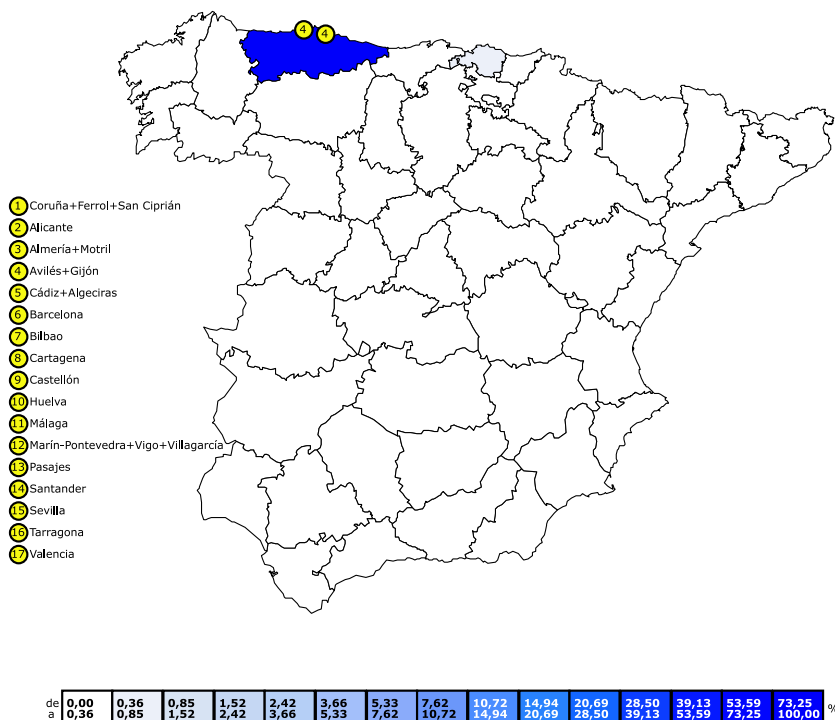 4 4
1 Coruña+Ferrol+San Ciprián
2 Alicante
3 Almería+Motril
4 Avilés+Gijón
5 Cádiz+Algeciras
6 Barcelona
7 Bilbao
8 Cartagena
9 Castellón
10 Huelva
11 Málaga
12 Marín-Pontevedra+Vigo+Villagarcía
13 Pasajes
14 Santander
15 Sevilla
16 Tarragona
17 Valencia
de 0,00 0,36 0,85 1,52 2,42 3,66 5,33 7,62 10,72 14,94 20,69 28,50 39,13 53,59 73,25
a 0,36 0,85 1,52 2,42 3,66 5,33 7,62 10,72 14,94 20,69 28,50 39,13 53,59 73,25 100,00 %